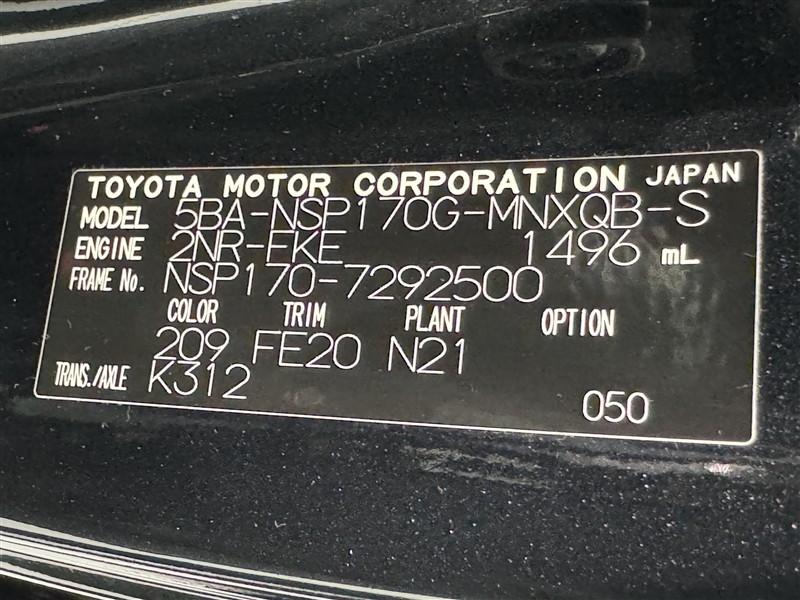 TOYOTA MOTOR CORPORATION JAPAN
MODEL 5BA-NSP170G-MNXQB-S
ENGINE 2NR-FKE 1496 mL
FRAME No. NSP170-7292500
COLOR TRIM PLANT OPTION
209 FE20 N21
TRANS./AXLE K312
050